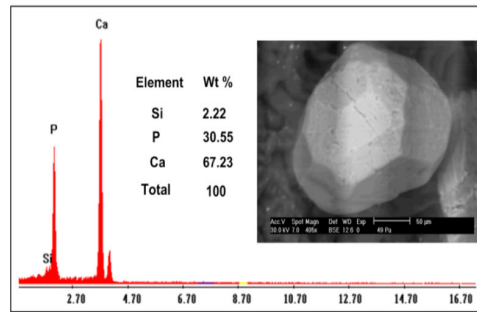 Ca
P
Si
Element Wt %
Si 2.22
P 30.55
Ca 67.23
Total 100
Acc.V Spot Magn Det WD Exp 50 µm
30.0 kV 7.0 406x BSE 12.6 0 49 Pa
2.70 4.70 6.70 8.70 10.70 12.70 14.70 16.70